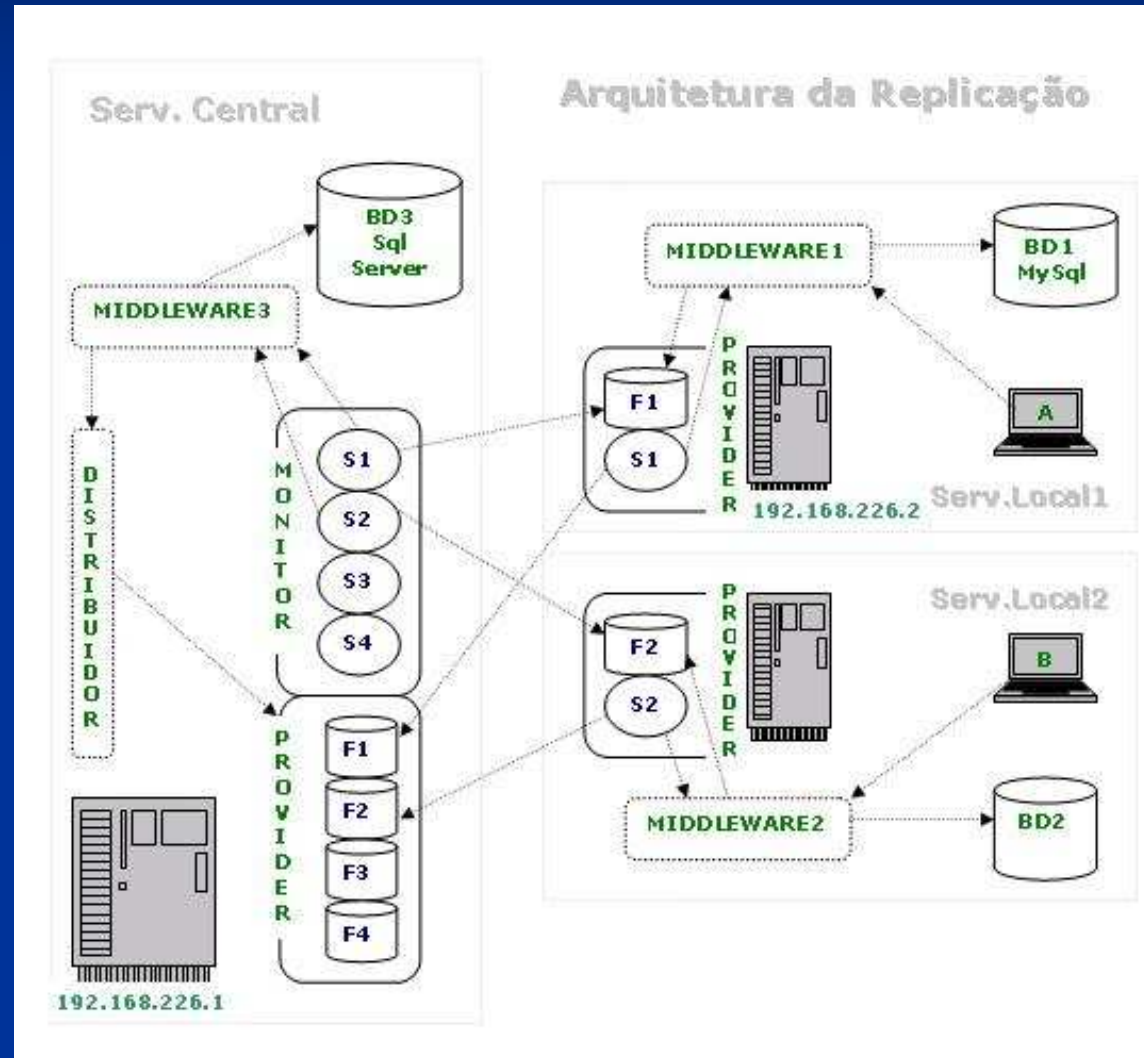 Serv. Central
Arquitetura da Replicação
BD3
Sql
Server
MIDDLEWARE3
DISTRIBUIDOR
MONITOR
S1
S2
S3
S4
PROVIDER
F1
F2
F3
F4
192.168.226.1
MIDDLEWARE1
BD1
MySql
F1
S1
PROVIDER
192.168.226.2
A
Serv.Local1
Serv.Local2
F2
S2
PROVIDER
B
MIDDLEWARE2
BD2